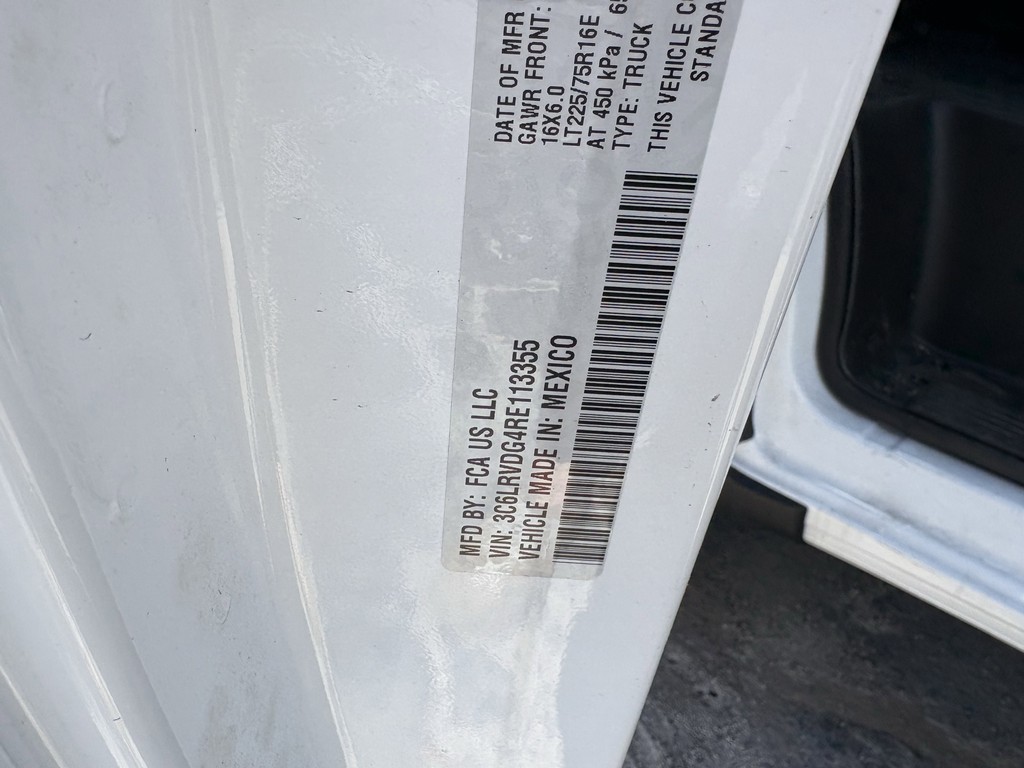 MFD BY: FCA US LLC
VIN: 3C6LRVDG4RE113355
VEHICLE MADE IN: MEXICO
DATE OF MFR
GAWR FRONT:
16X6.0
LT225/75R16E
AT 450 kPa / 65
TYPE: TRUCK
THIS VEHICLE C
STANDA